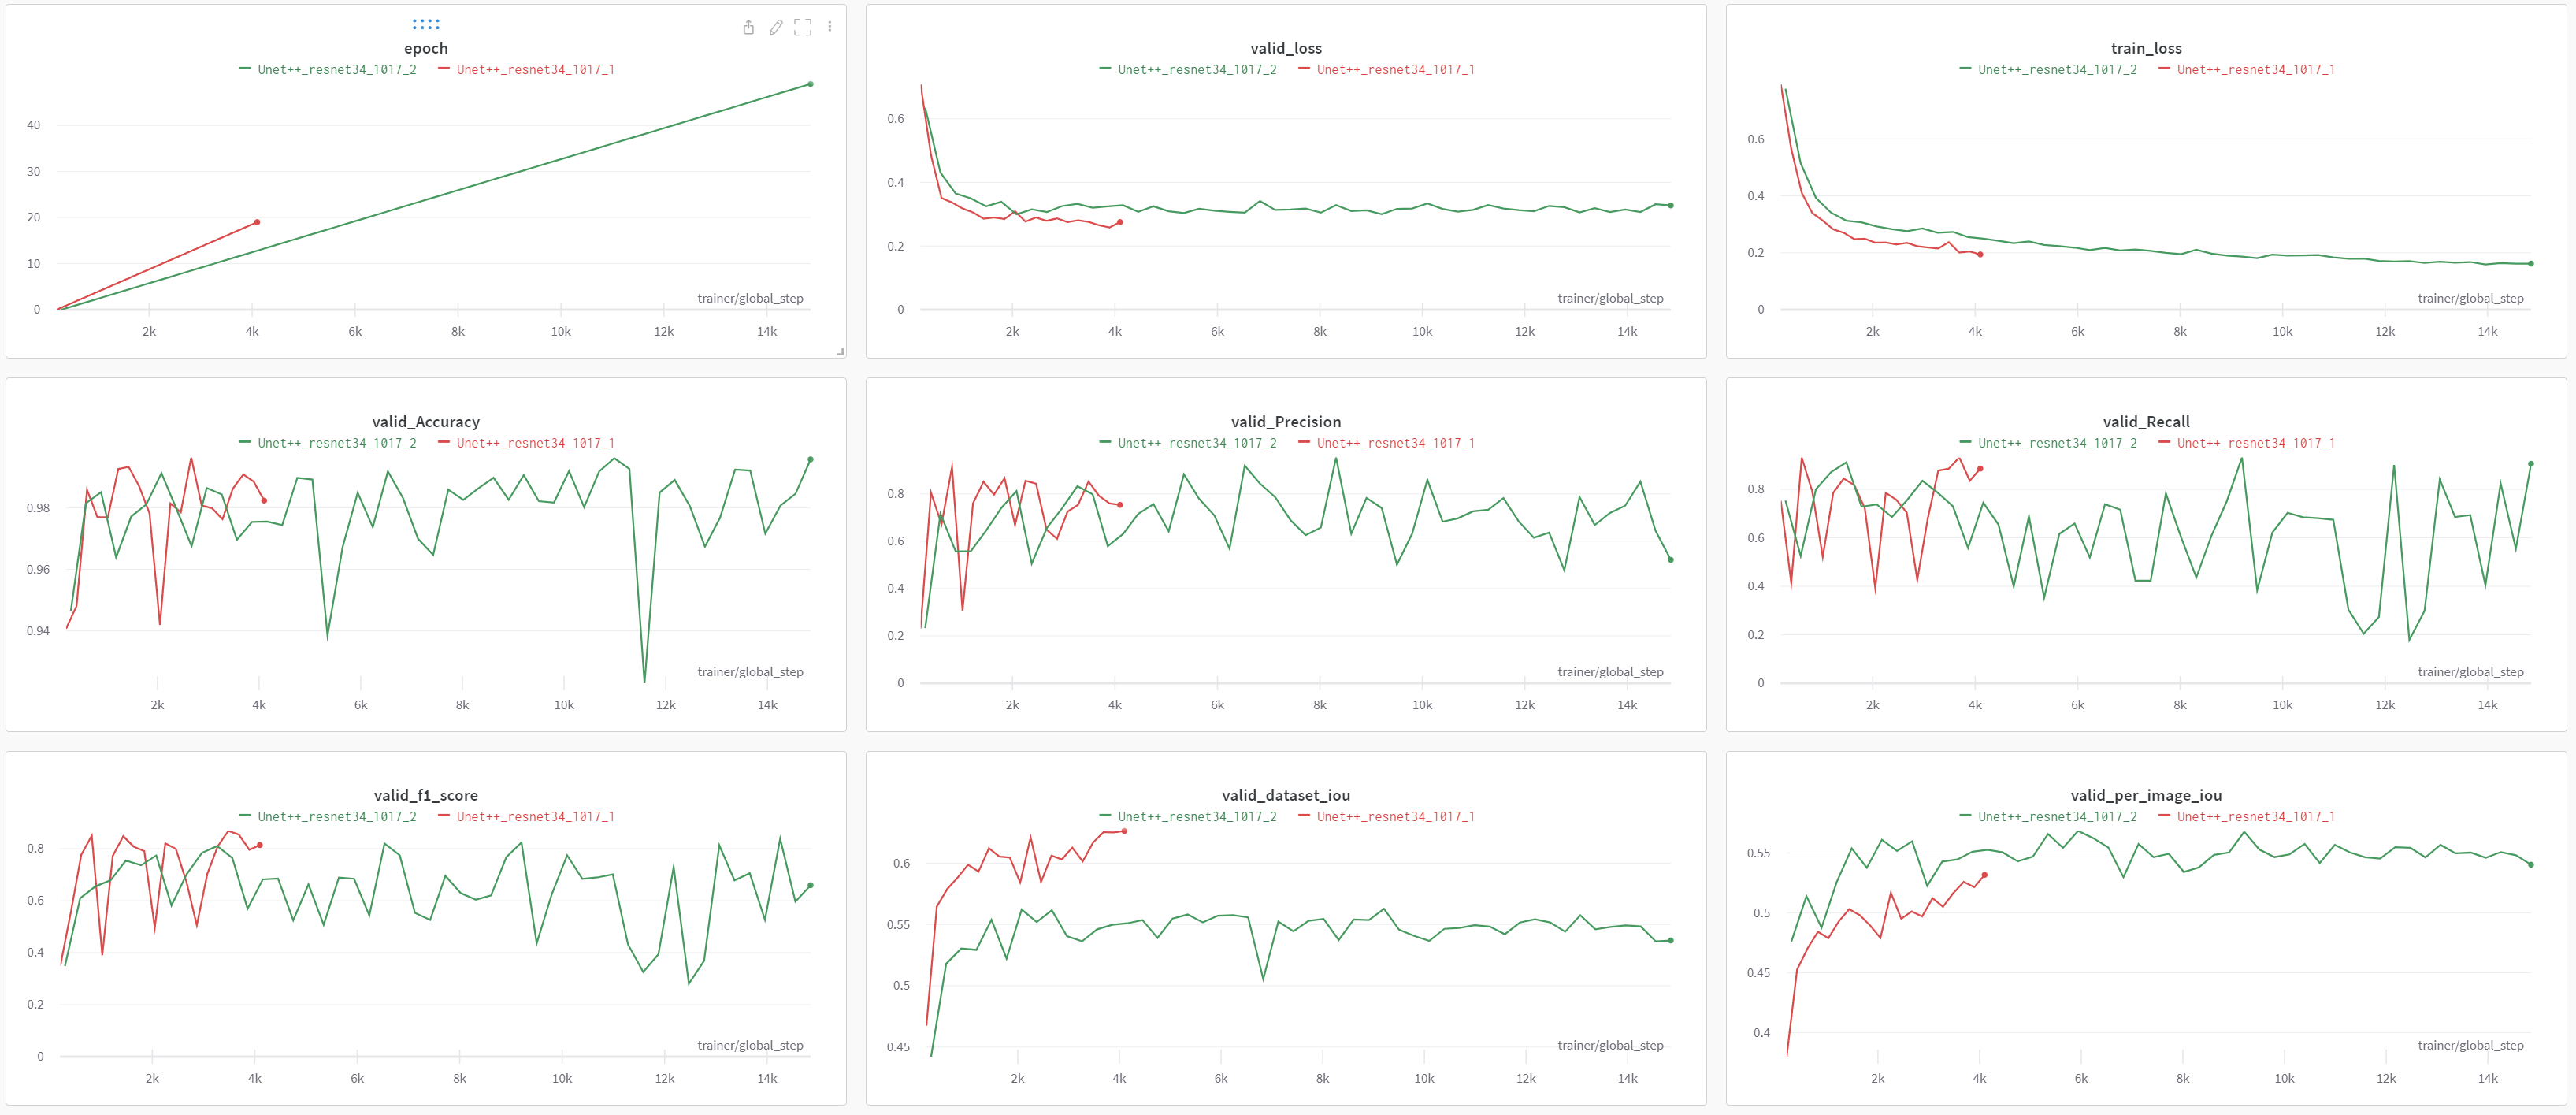 epoch
Unet++_resnet34_1017_2 Unet++_resnet34_1017_1
40
30
20
10
0
trainer/global_step
2k 4k 6k 8k 10k 12k 14k
valid_loss
Unet++_resnet34_1017_2 Unet++_resnet34_1017_1
0.6
0.4
0.2
0
trainer/global_step
2k 4k 6k 8k 10k 12k 14k
train_loss
Unet++_resnet34_1017_2 Unet++_resnet34_1017_1
0.6
0.4
0.2
0
trainer/global_step
2k 4k 6k 8k 10k 12k 14k
valid_Accuracy
Unet++_resnet34_1017_2 Unet++_resnet34_1017_1
0.98
0.96
0.94
trainer/global_step
2k 4k 6k 8k 10k 12k 14k
valid_Precision
Unet++_resnet34_1017_2 Unet++_resnet34_1017_1
0.8
0.6
0.4
0.2
0
trainer/global_step
2k 4k 6k 8k 10k 12k 14k
valid_Recall
Unet++_resnet34_1017_2 Unet++_resnet34_1017_1
0.8
0.6
0.4
0.2
0
trainer/global_step
2k 4k 6k 8k 10k 12k 14k
valid_f1_score
Unet++_resnet34_1017_2 Unet++_resnet34_1017_1
0.8
0.6
0.4
0.2
0
trainer/global_step
2k 4k 6k 8k 10k 12k 14k
valid_dataset_iou
Unet++_resnet34_1017_2 Unet++_resnet34_1017_1
0.6
0.55
0.5
0.45
trainer/global_step
2k 4k 6k 8k 10k 12k 14k
valid_per_image_iou
Unet++_resnet34_1017_2 Unet++_resnet34_1017_1
0.55
0.5
0.45
0.4
trainer/global_step
2k 4k 6k 8k 10k 12k 14k